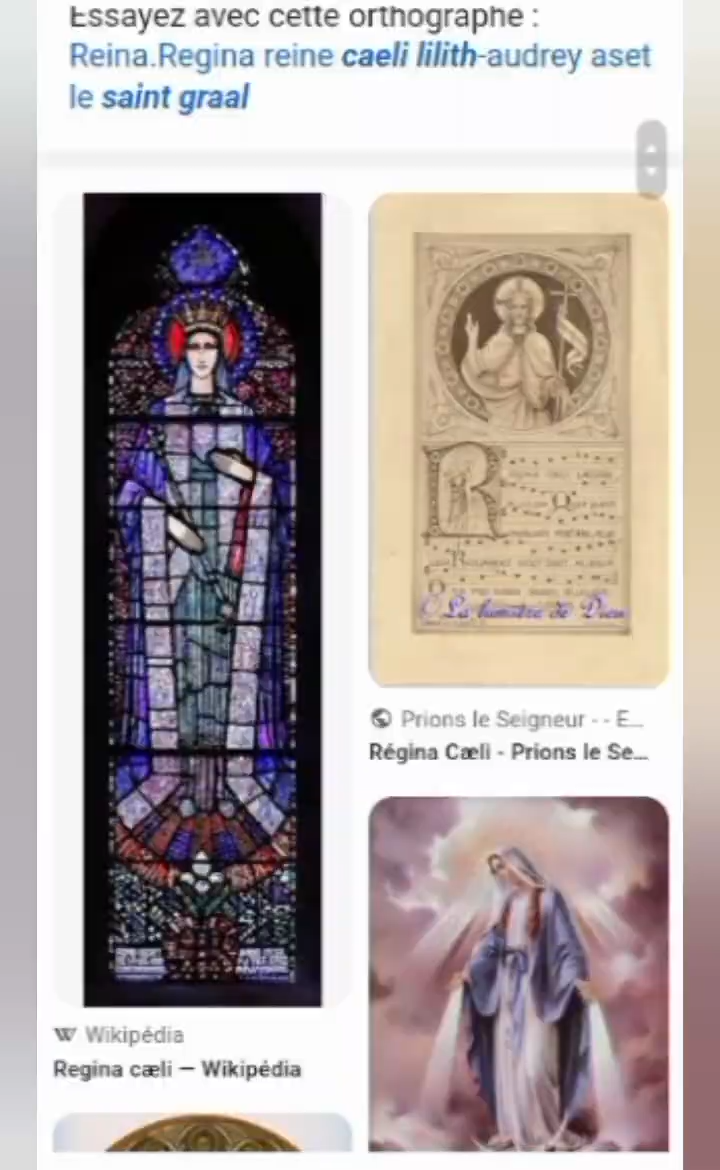 Essayez avec cette orthographe :
Reina.Regina reine caeli lilith-audrey aset
le saint graal
La lumière de Dieu
Prions le Seigneur - - E...
Régina Cæli - Prions le Se...
Wikipédia
Regina cæli — Wikipédia